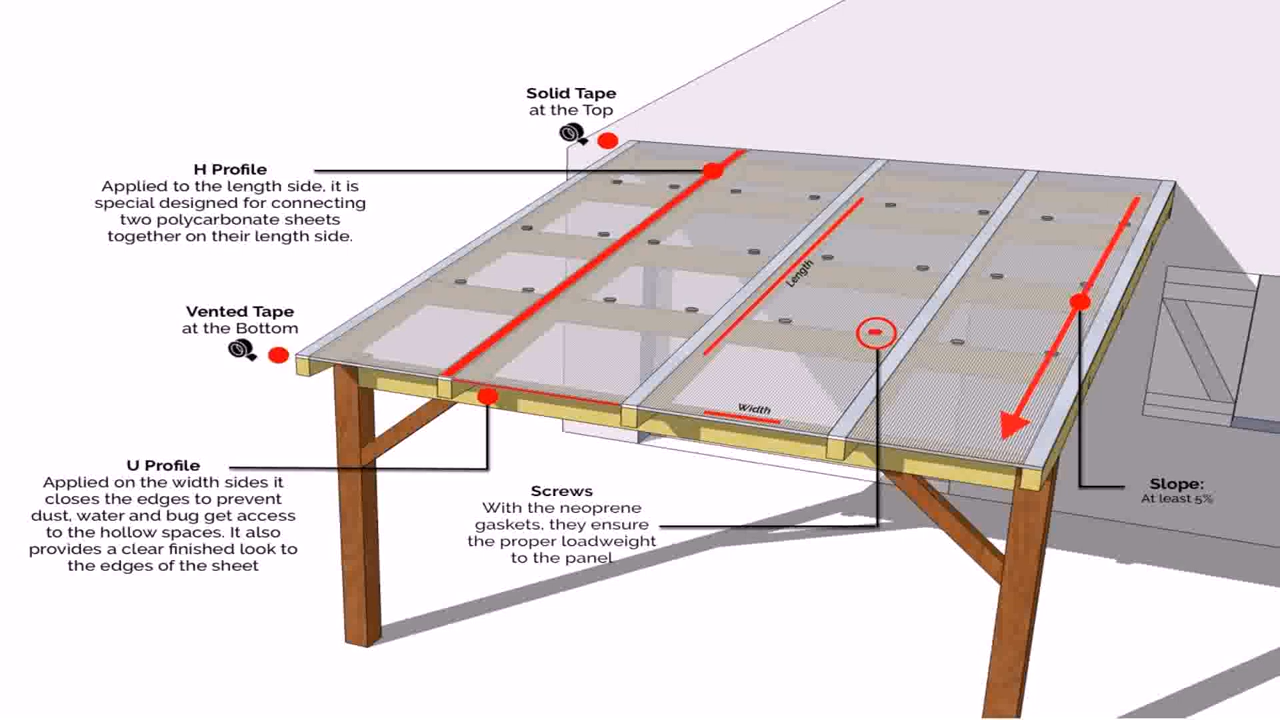 Solid Tape
at the Top
H Profile
Applied to the length side, it is
special designed for connecting
two polycarbonate sheets
together on their length side.
Vented Tape
at the Bottom
Length
Width
U Profile
Applied on the width sides it
closes the edges to prevent
dust, water and bug get access
to the hollow spaces. It also
provides a clear finished look to
the edges of the sheet
Screws
With the neoprene
gaskets, they ensure
the proper loadweight
to the panel.
Slope:
At least 5%